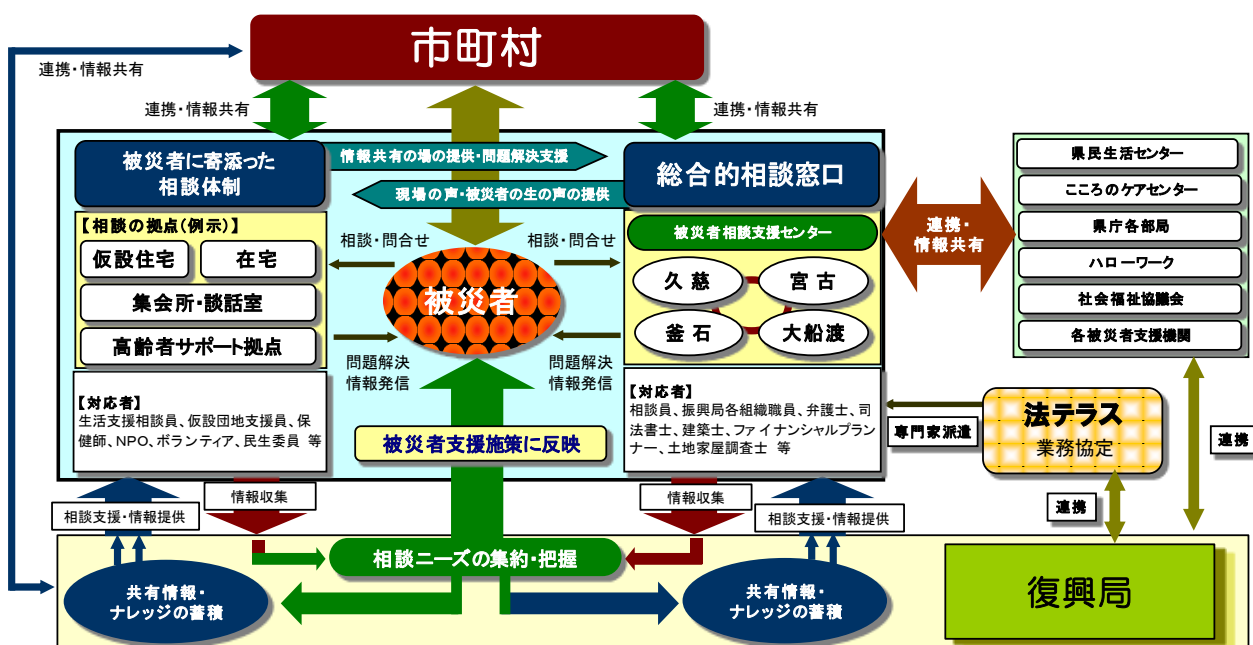 市町村
連携・情報共有
連携・情報共有
連携・情報共有
被災者に寄添った
相談体制
情報共有の場の提供・問題解決支援
現場の声・被災者の生の声の提供
総合的相談窓口
【相談の拠点(例示)】
仮設住宅
在宅
集会所・談話室
高齢者サポート拠点
相談・問合せ
相談・問合せ
被災者
問題解決
情報発信
問題解決
情報発信
被災者相談支援センター
久慈
宮古
釜石
大船渡
連携・
情報共有
県民生活センター
こころのケアセンター
県庁各部局
ハローワーク
社会福祉協議会
各被災者支援機関
【対応者】
生活支援相談員、仮設団地支援員、保
健師、NPO、ボランティア、民生委員 等
被災者支援施策に反映
【対応者】
相談員、振興局各組織職員、弁護士、司
法書士、建築士、ファイナンシャルプラン
ナー、土地家屋調査士 等
専門家派遣
法テラス
業務協定
連携
連携
相談支援・情報提供
情報収集
情報収集
相談支援・情報提供
相談ニーズの集約・把握
共有情報・
ナレッジの蓄積
共有情報・
ナレッジの蓄積
復興局